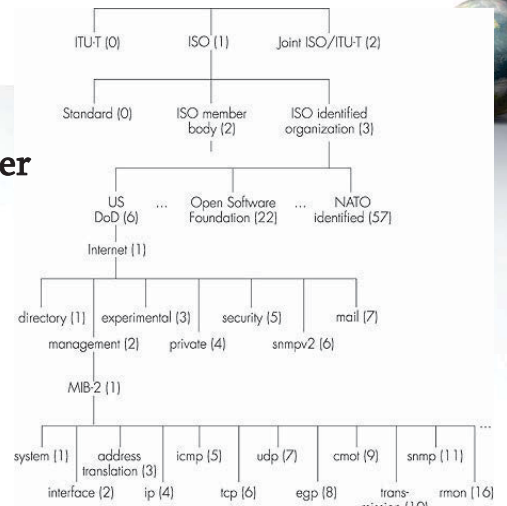 ITU-T (0) ISO (1) Joint ISO/ITU-T (2)
Standard (0) ISO member body (2) ISO identified organization (3)
er
US DoD (6) ... Open Software Foundation (22) ... NATO identified (57)
Internet (1)
directory (1) experimental (3) security (5) mail (7)
management (2) private (4) snmpv2 (6)
MIB-2 (1)
...
system (1) address translation (3) icmp (5) udp (7) cmot (9) snmp (11)
interface (2) ip (4) tcp (6) egp (8) trans- rmon (16)